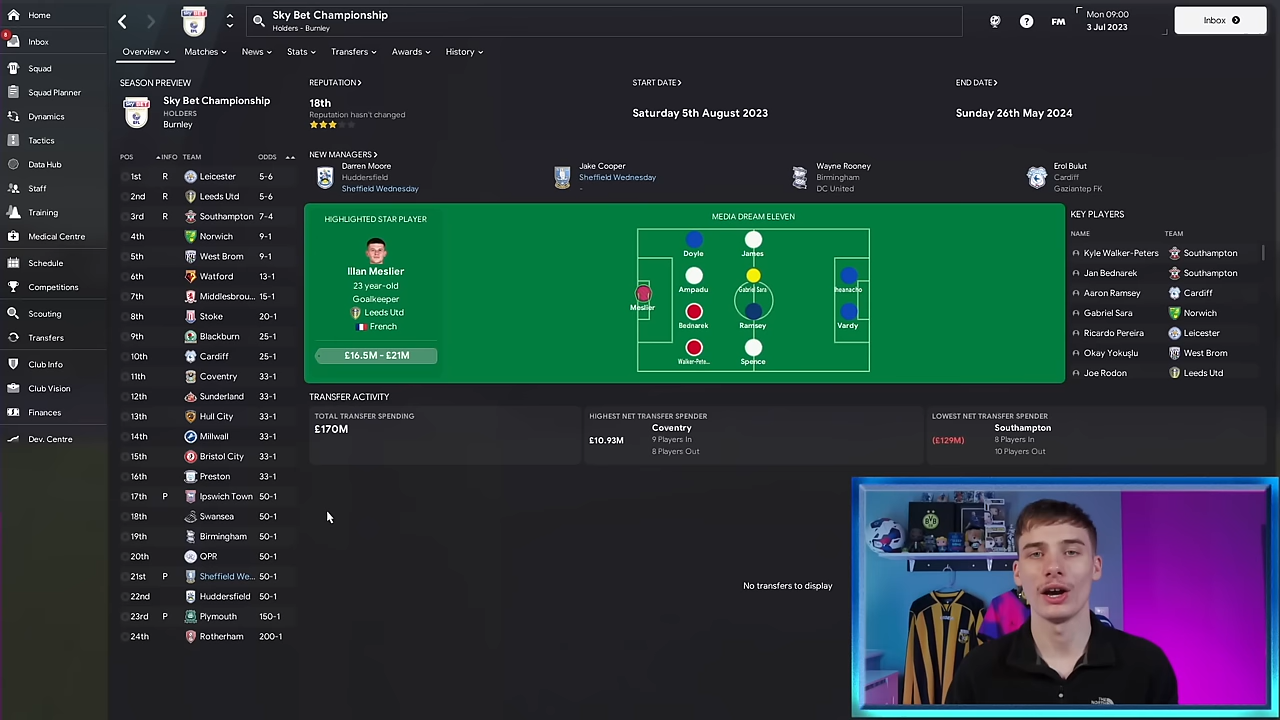 Home
Sky Bet Championship
Holders - Burnley
FM
Mon 09:00
3 Jul 2023
Inbox
8
Inbox
Overview
Matches
News
Stats
Transfers
Awards
History
Squad
Squad Planner
Dynamics
Tactics
Data Hub
Staff
Training
Medical Centre
Schedule
Competitions
Scouting
Transfers
Club Info
Club Vision
Finances
Dev. Centre
SEASON PREVIEW
Sky Bet Championship
HOLDERS
Burnley
REPUTATION
18th
Reputation hasn't changed
START DATE
Saturday 5th August 2023
END DATE
Sunday 26th May 2024
POS INFO TEAM ODDS
1st R Leicester 5-6
2nd R Leeds Utd 5-6
3rd R Southampton 7-4
4th Norwich 9-1
5th West Brom 9-1
6th Watford 13-1
7th Middlesbrou... 15-1
8th Stoke 20-1
9th Blackburn 25-1
10th Cardiff 25-1
11th Coventry 33-1
12th Sunderland 33-1
13th Hull City 33-1
14th Millwall 33-1
15th Bristol City 33-1
16th Preston 33-1
17th P Ipswich Town 50-1
18th Swansea 50-1
19th Birmingham 50-1
20th QPR 50-1
21st P Sheffield We... 50-1
22nd Huddersfield 50-1
23rd P Plymouth 150-1
24th Rotherham 200-1
NEW MANAGERS
Darren Moore
Huddersfield
Sheffield Wednesday
Jake Cooper
Sheffield Wednesday
-
Wayne Rooney
Birmingham
DC United
Erol Bulut
Cardiff
Gaziantep FK
HIGHLIGHTED STAR PLAYER
Illan Meslier
23 year-old
Goalkeeper
Leeds Utd
French
£16.5M - £21M
MEDIA DREAM ELEVEN
Doyle
James
Ampadu
Gabriel Sara
Iheanacho
Meslier
Bednarek
Ramsey
Vardy
Walker-Pete...
Spence
KEY PLAYERS
NAME TEAM
Kyle Walker-Peters Southampton
Jan Bednarek Southampton
Aaron Ramsey Cardiff
Gabriel Sara Norwich
Ricardo Pereira Leicester
Okay Yokuşlu West Brom
Joe Rodon Leeds Utd
TRANSFER ACTIVITY
TOTAL TRANSFER SPENDING
£170M
HIGHEST NET TRANSFER SPENDER
Coventry
£10.93M
9 Players In
8 Players Out
LOWEST NET TRANSFER SPENDER
Southampton
(£129M)
8 Players In
10 Players Out
No transfers to display
BVB
09